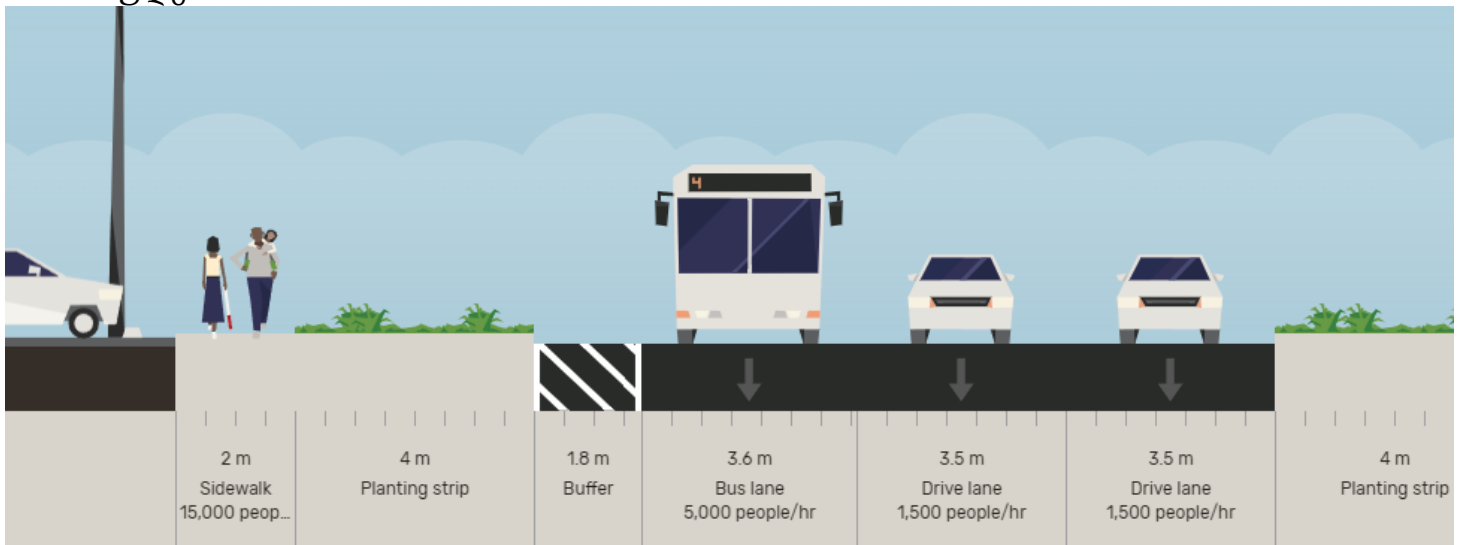 4
2 m
Sidewalk
15,000 peop...
4 m
Planting strip
1.8 m
Buffer
3.6 m
Bus lane
5,000 people/hr
3.5 m
Drive lane
1,500 people/hr
3.5 m
Drive lane
1,500 people/hr
4 m
Planting strip